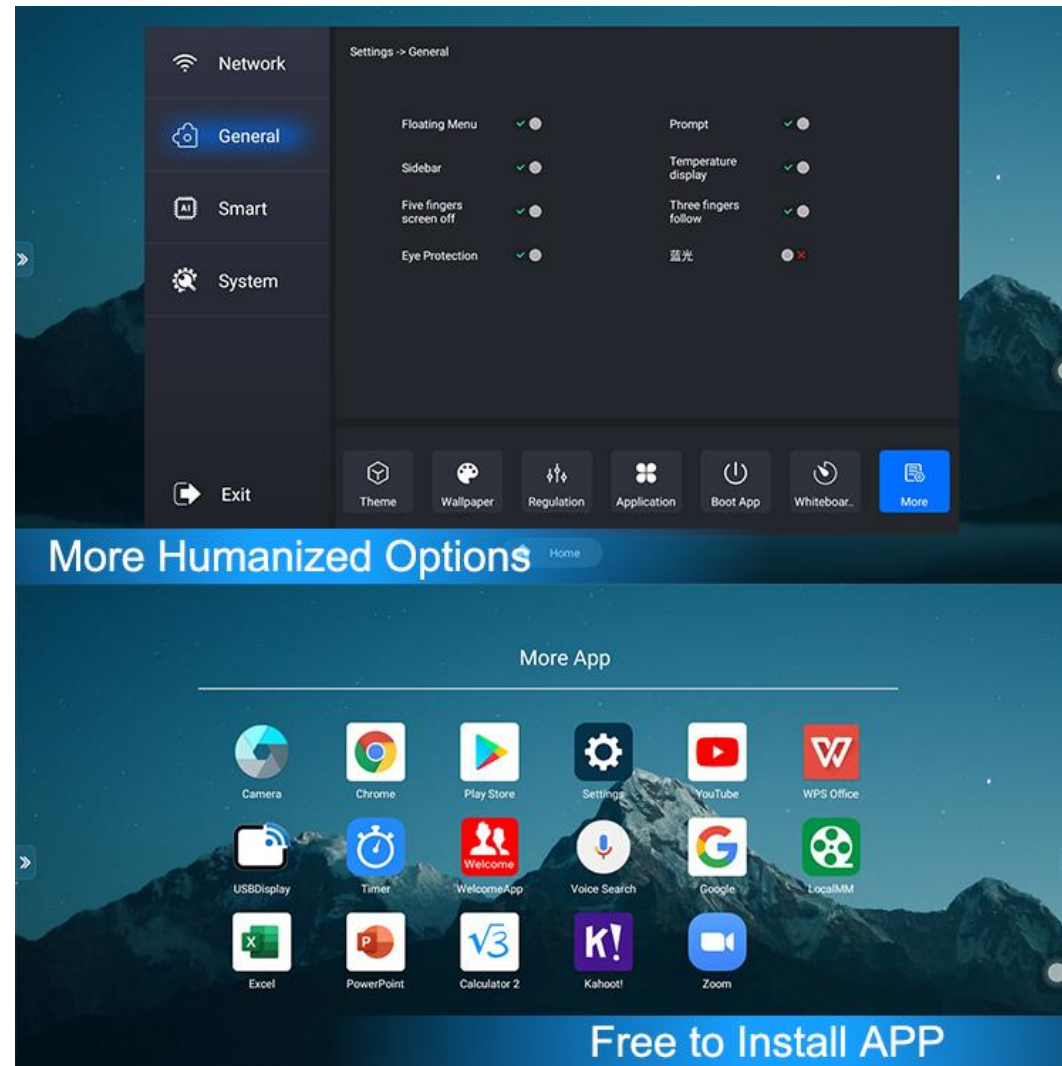 Network
General
Smart
System
Exit
Settings -> General
Floating Menu
Prompt
Sidebar
Temperature
display
Five fingers
screen off
Three fingers
follow
Eye Protection
蓝光
Theme
Wallpaper
Regulation
Application
Boot App
Whiteboar..
More
More Humanized Options
Home
More App
Camera
Chrome
Play Store
Settings
YouTube
WPS Office
USBDisplay
Timer
Welcome
WelcomeApp
Voice Search
Google
LocalMM
Excel
PowerPoint
√3
Calculator 2
K!
Kahoot!
Zoom
Free to Install APP